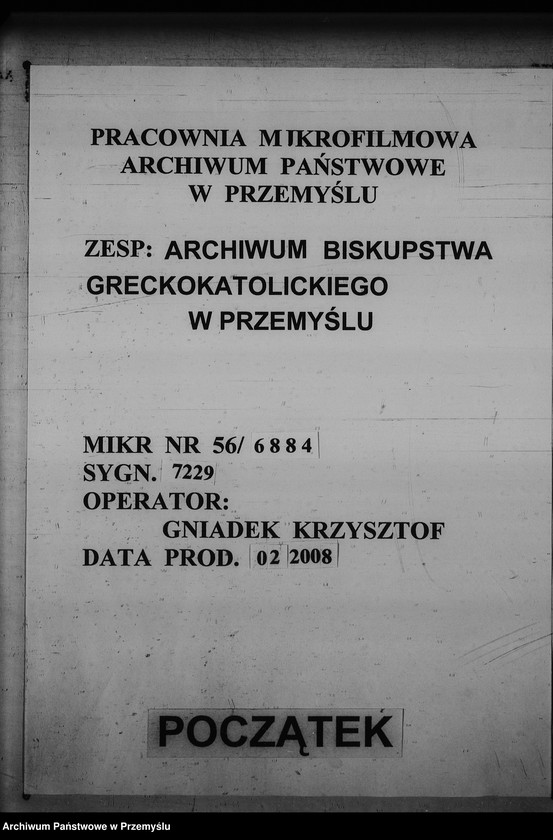 PRACOWNIA MIKROFILMOWA
ARCHIWUM PAŃSTWOWE
W PRZEMYŚLU
ZESP: ARCHIWUM BISKUPSTWA
GRECKOKATOLICKIEGO
W PRZEMYŚLU
MIKR NR 56/ 6884
SYGN. 7229
OPERATOR:
GNIADEK KRZYSZTOF
DATA PROD. 02 2008
POCZĄTEK
Archiwum Państwowe w Przemyślu